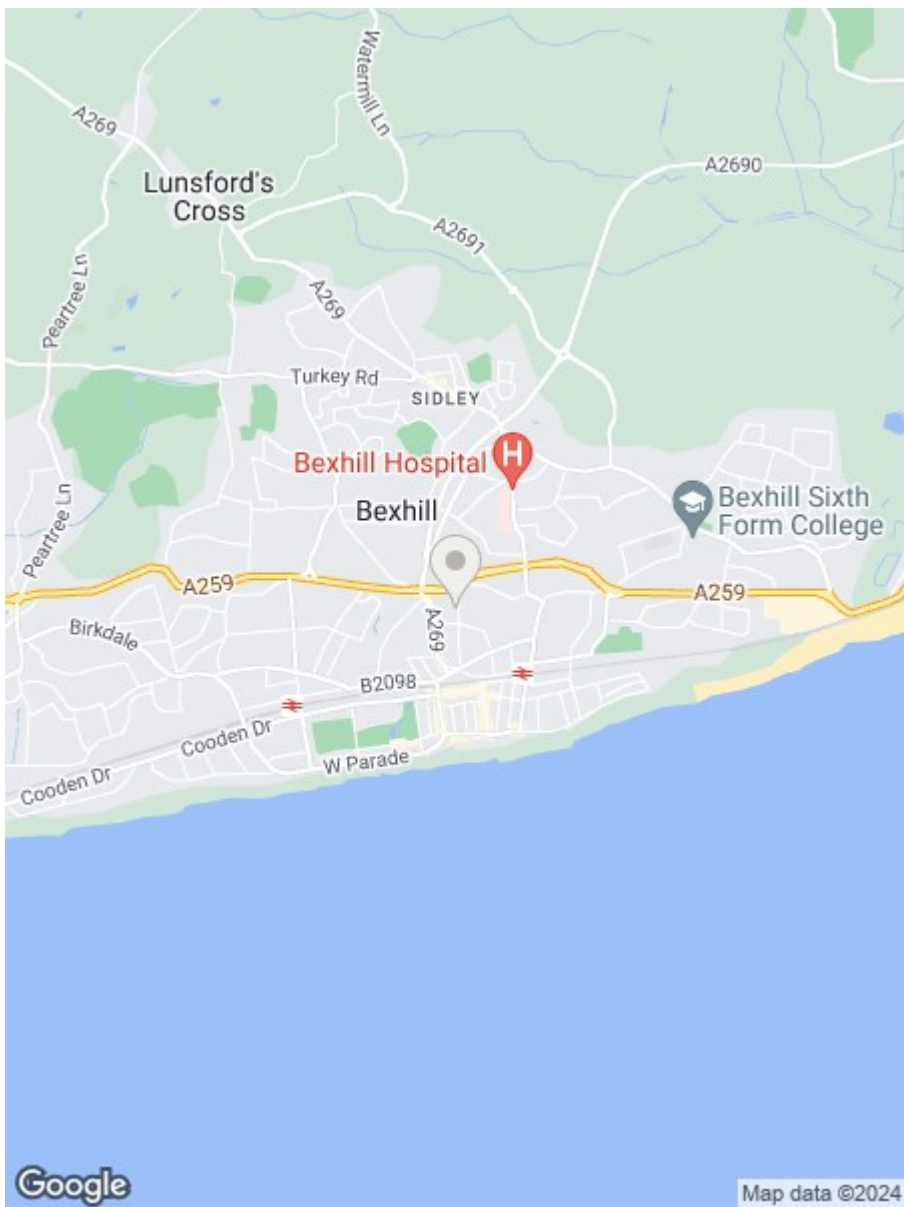 Watermill Ln
A269
A2690
Lunsford's
Cross
A2691
Peartree Ln
A269
Turkey Rd
SIDLEY
Bexhill Hospital
H
Bexhill
Bexhill Sixth
Form College
Peartree Ln
A259
A259
Birkdale
A269
B2098
Cooden Dr
W Parade
Cooden Dr
Google
Map data ©2024